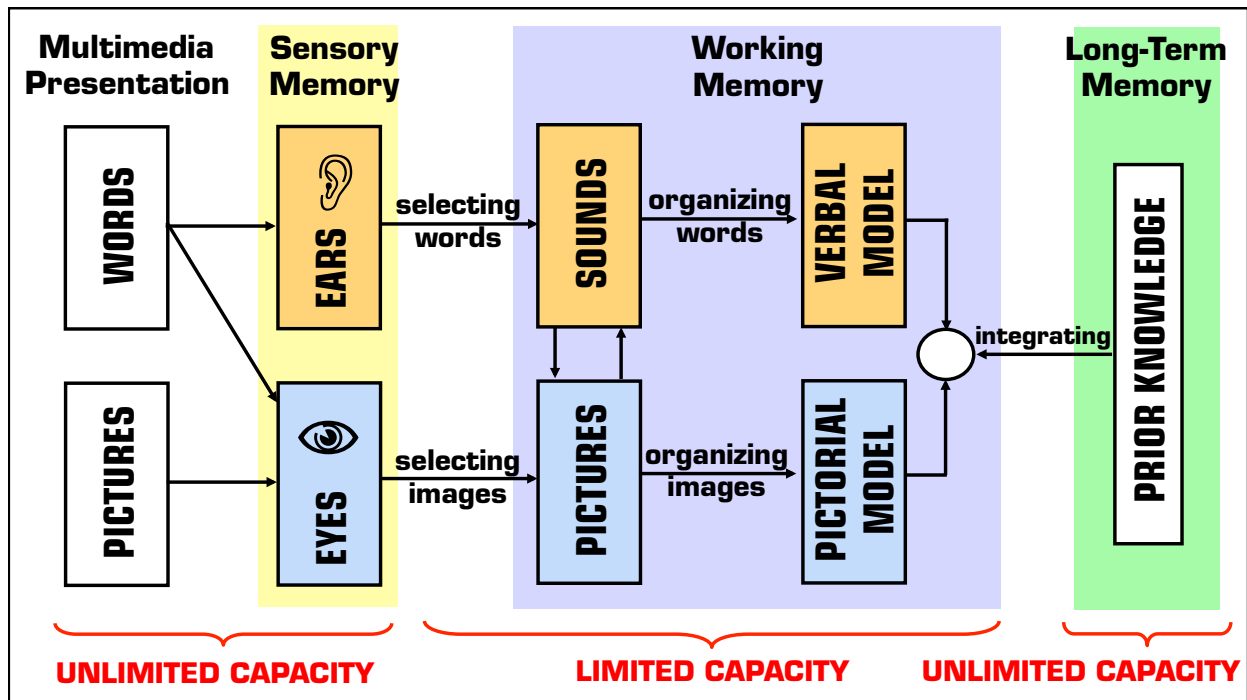 Multimedia
Presentation
Sensory
Memory
Working
Memory
Long-Term
Memory
WORDS
EARS
selecting
words
SOUNDS
organizing
words
VERBAL
MODEL
integrating
PRIOR KNOWLEDGE
PICTURES
EYES
selecting
images
PICTURES
organizing
images
PICTORIAL
MODEL
UNLIMITED CAPACITY
LIMITED CAPACITY
UNLIMITED CAPACITY